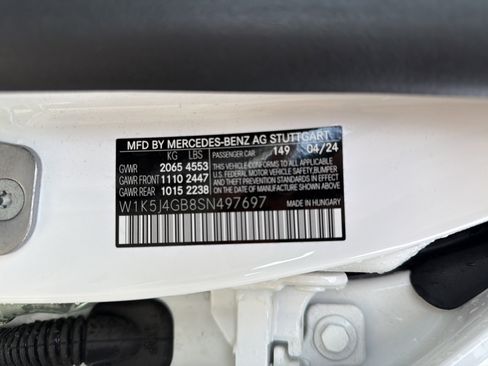 MFD BY MERCEDES-BENZ AG STUTTGART
KG LBS PASSENGER CAR 149 04/24
GVWR 2065 4553 THIS VEHICLE CONFORMS TO ALL APPLICABLE
GAWR FRONT 1110 2447 U.S. FEDERAL MOTOR VEHICLE SAFETY, BUMPER
GAWR REAR 1015 2238 AND THEFT PREVENTION STANDARDS IN EFFECT
ON THE DATE OF MANUFACTURE SHOWN ABOVE
W1K5J4GB8SN497697
MADE IN HUNGARY